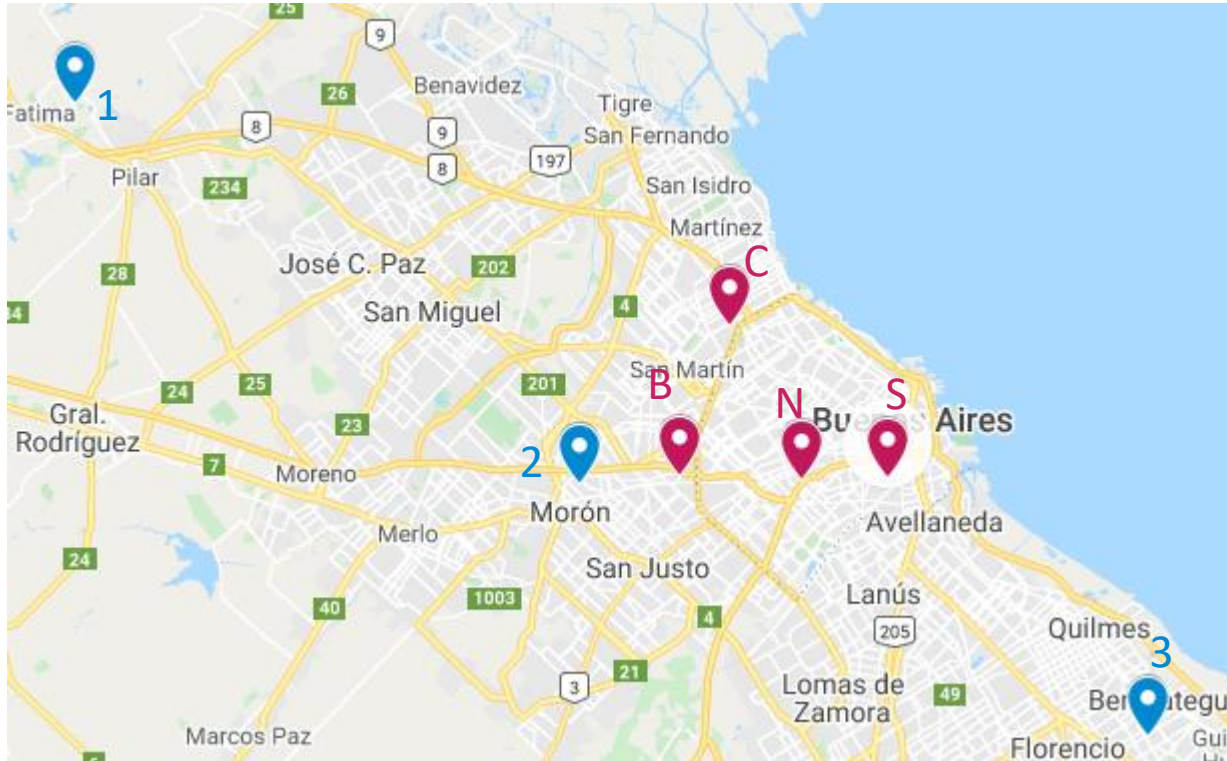 25
9
Benavidez
26
1
Fatima
Tigre
8
9
San Fernando
197
8
Pilar
234
San Isidro
Martínez
C
José C. Paz
202
28
4
San Miguel
San Martín
201
B
24
25
N
S
Buenos Aires
Gral.
Rodríguez
23
7
Moreno
2
Morón
Avellaneda
Merlo
24
San Justo
1003
Lanús
40
4
205
Quilmes
3
21
3
Lomas de
Zamora
49
Marcos Paz
Florencio